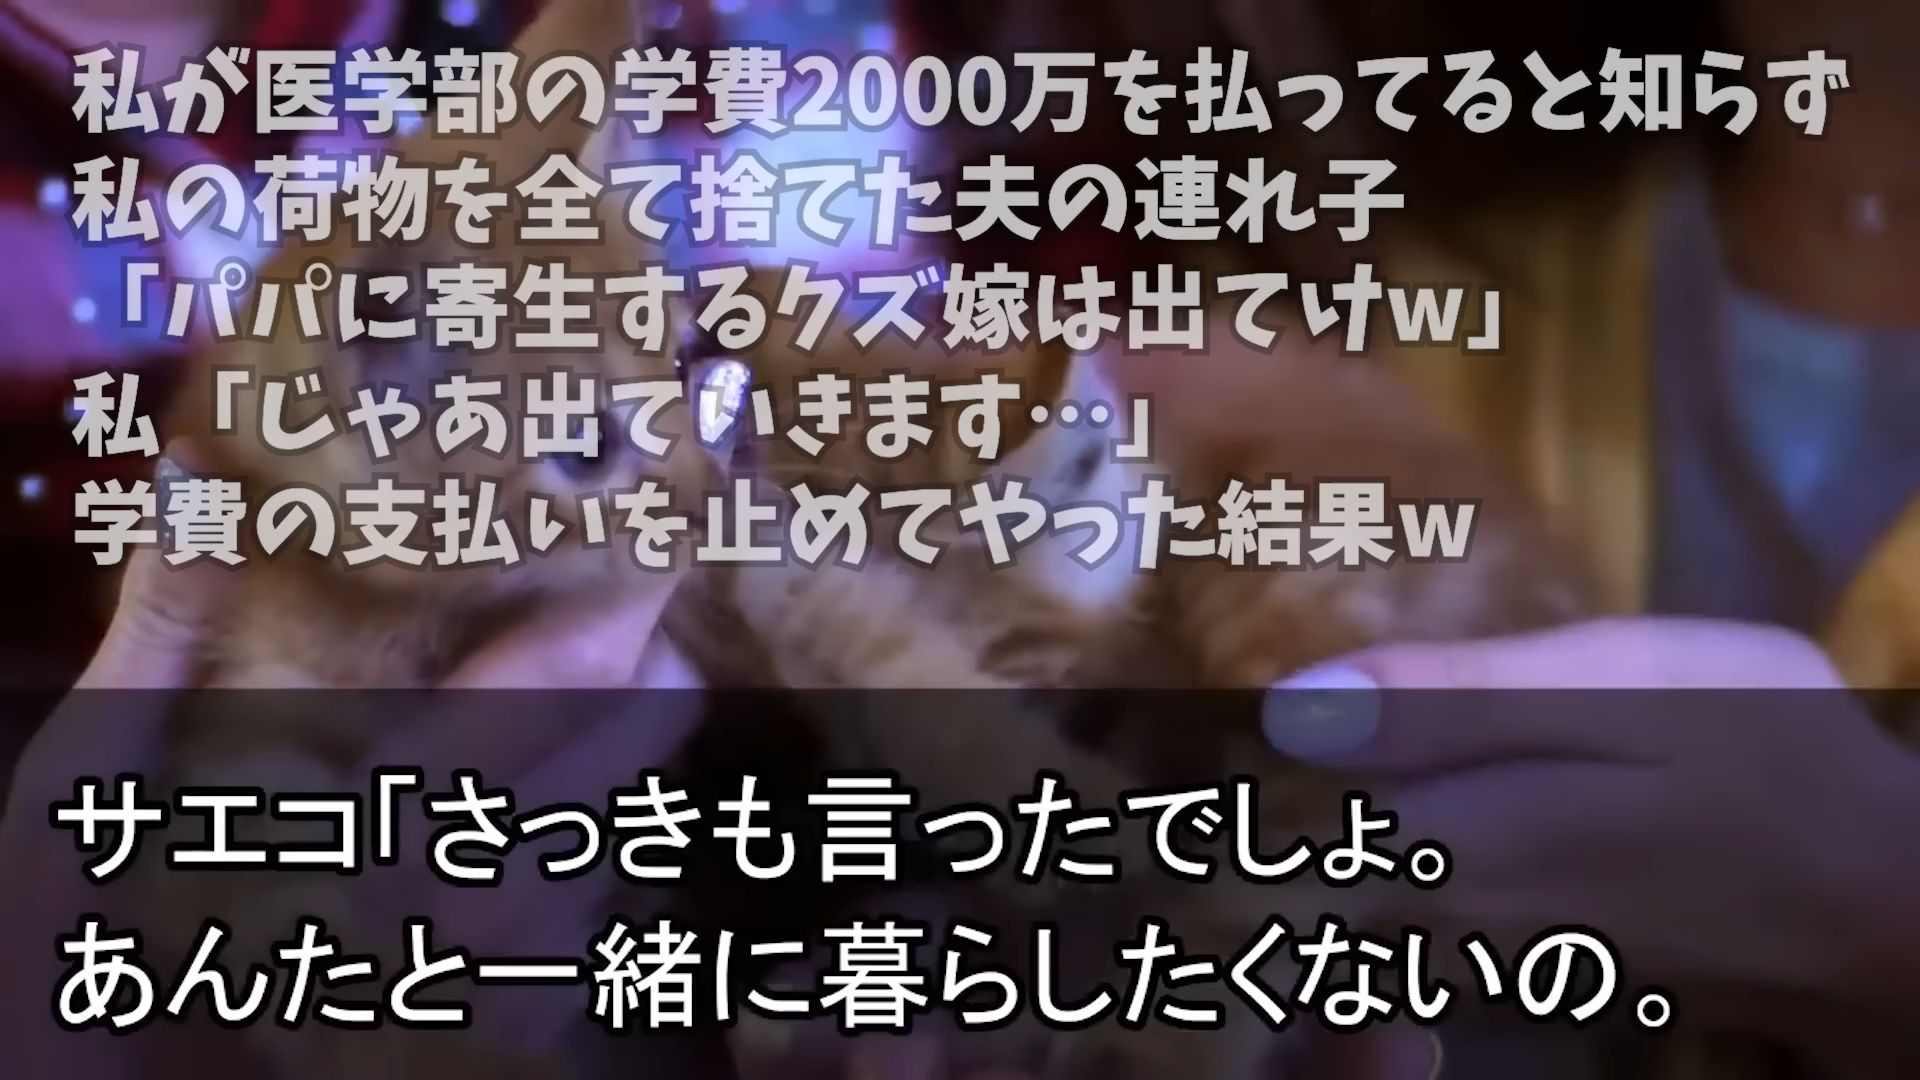 私が医学部の学費2000万を払ってると知らず
私の荷物を全て捨てた夫の連れ子
「パパに寄生するクズ嫁は出てけw」
私「じゃあ出ていきます…」
学費の支払いを止めてやった結果w
サエコ「さっきも言ったでしょ。
あんたと一緒に暮らしたくないの。